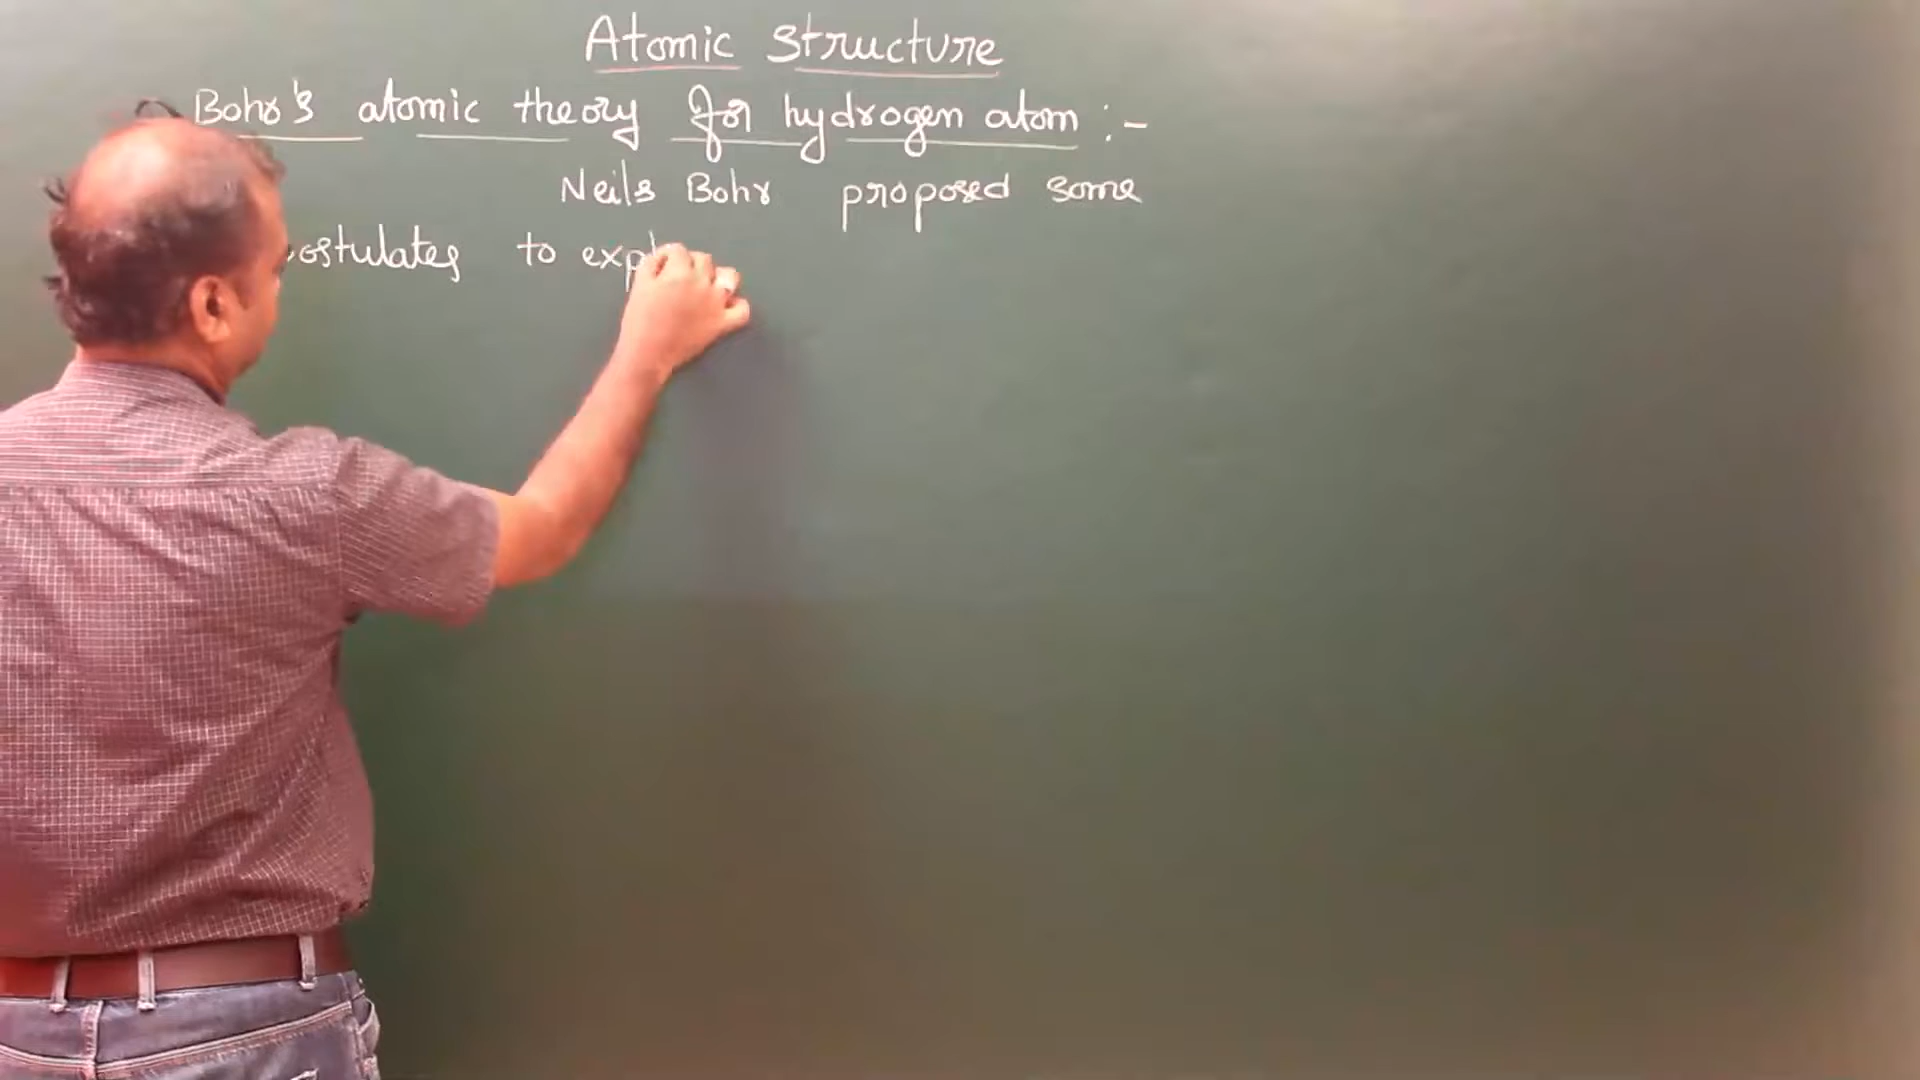 Atomic Structure
Bohr's atomic theory for hydrogen atom :-
Neils Bohr proposed some
ostulates to exp